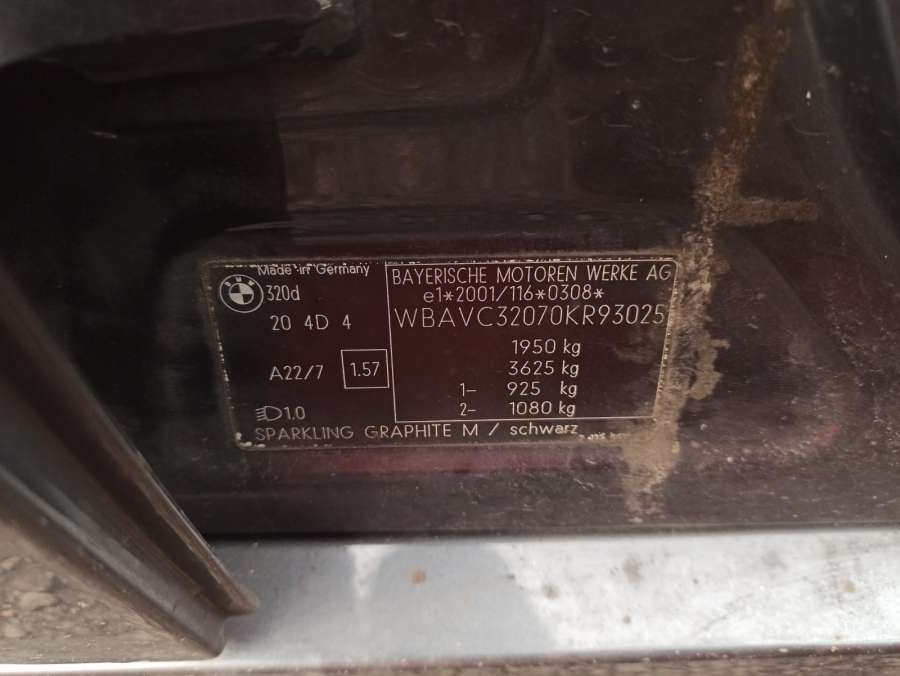 Made in Germany
BMW
320d
20 4D 4
A22/7 1.57
1.0
BAYERISCHE MOTOREN WERKE AG
e1*2001/116*0308*
WBAVC32070KR93025
1950 kg
3625 kg
1- 925 kg
2- 1080 kg
SPARKLING GRAPHITE M / schwarz